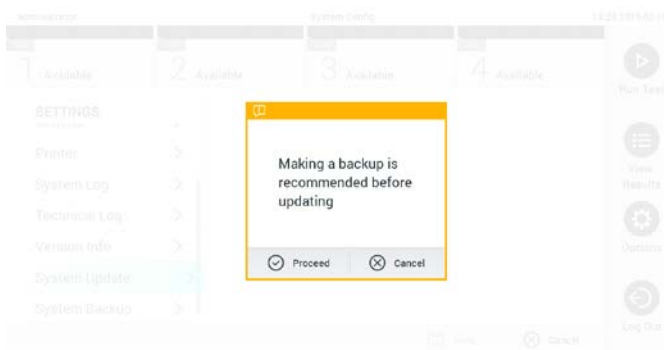 administrator
System Config
1 Available
2 Available
3 Available
4 Available
Run Test
SETTINGS
Printer
System Log
Technical Log
Version Info
System Update
System Backup
Making a backup is
recommended before
updating
Proceed
Cancel
View
Results
Options
Log Out
Cancel